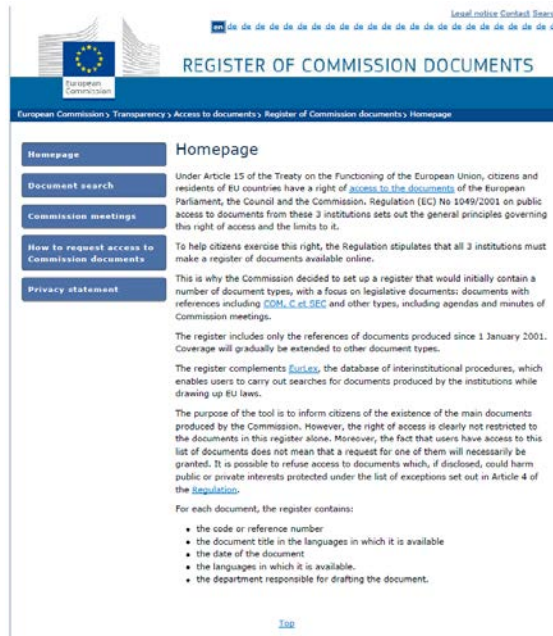 Legal notice Contact Sear
en de de de de de de de de de de de de de de de de de de de de de de de
European
Commission
REGISTER OF COMMISSION DOCUMENTS
European Commission > Transparency > Access to documents > Register of Commission documents > Homepage
Homepage
Document search
Commission meetings
How to request access to
Commission documents
Privacy statement
Homepage
Under Article 15 of the Treaty on the Functioning of the European Union, citizens and
residents of EU countries have a right of access to the documents of the European
Parliament, the Council and the Commission. Regulation (EC) No 1049/2001 on public
access to documents from these 3 institutions sets out the general principles governing
this right of access and the limits to it.
To help citizens exercise this right, the Regulation stipulates that all 3 institutions must
make a register of documents available online.
This is why the Commission decided to set up a register that would initially contain a
number of document types, with a focus on legislative documents: documents with
references including COM, C et SEC and other types, including agendas and minutes of
Commission meetings.
The register includes only the references of documents produced since 1 January 2001.
Coverage will gradually be extended to other document types.
The register complements EurLex, the database of interinstitutional procedures, which
enables users to carry out searches for documents produced by the institutions while
drawing up EU laws.
The purpose of the tool is to inform citizens of the existence of the main documents
produced by the Commission. However, the right of access is clearly not restricted to
the documents in this register alone. Moreover, the fact that users have access to this
list of documents does not mean that a request for one of them will necessarily be
granted. It is possible to refuse access to documents which, if disclosed, could harm
public or private interests protected under the list of exceptions set out in Article 4 of
the Regulation.
For each document, the register contains:
• the code or reference number
• the document title in the languages in which it is available
• the date of the document
• the languages in which it is available.
• the department responsible for drafting the document.
Top